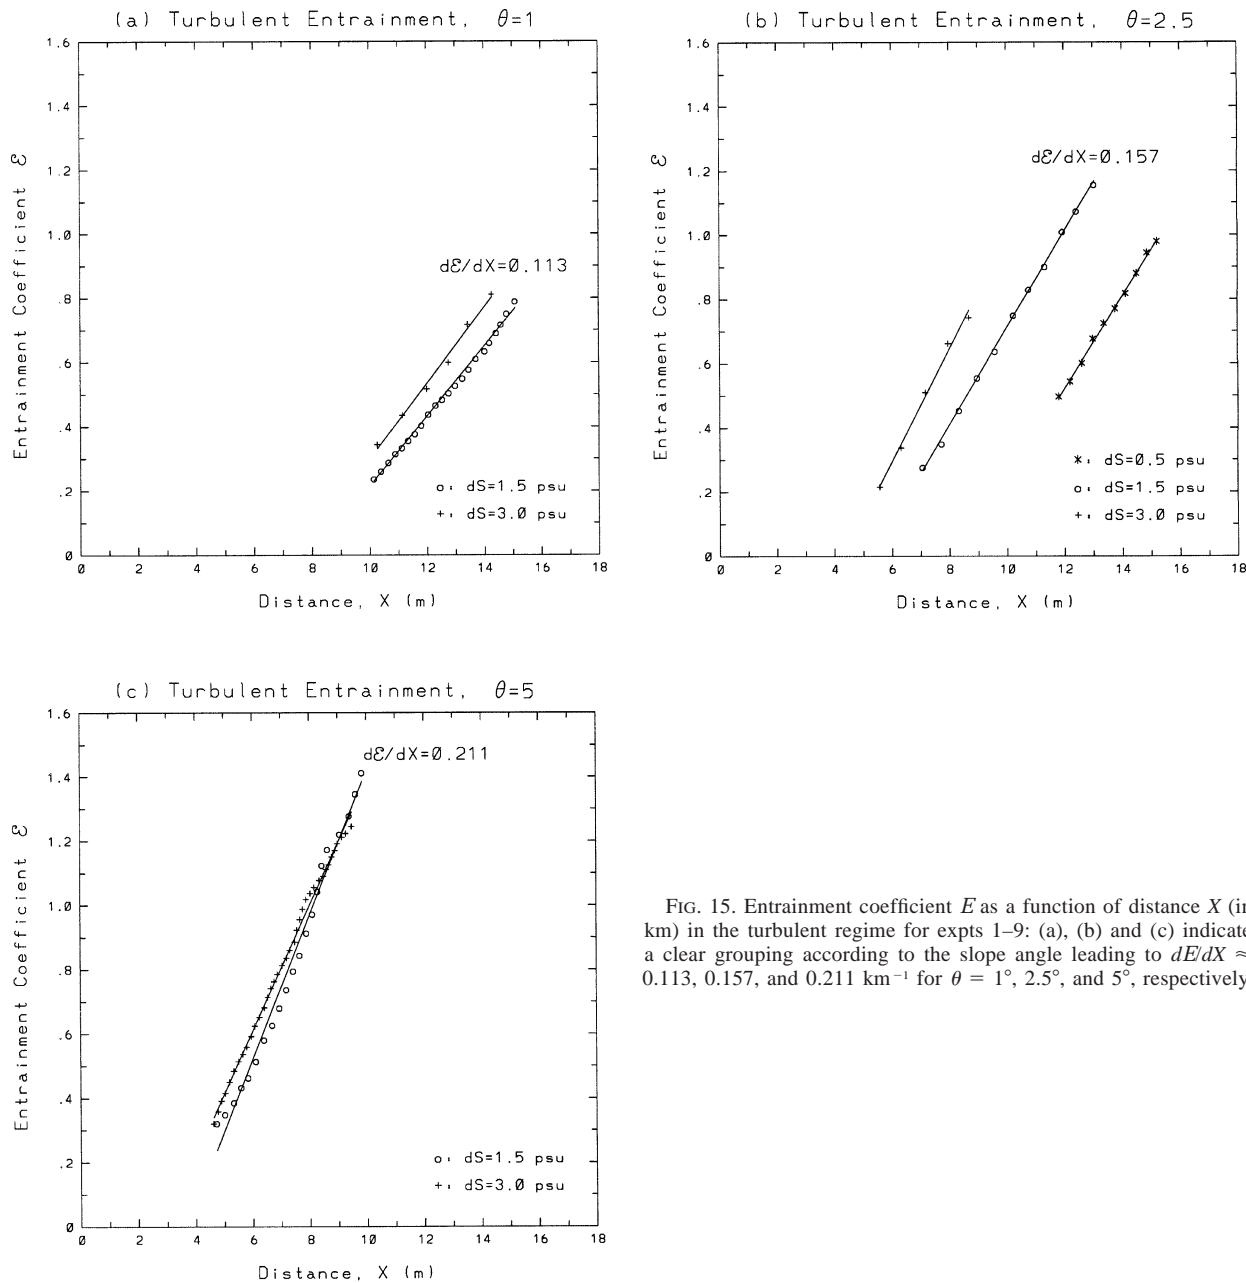 (a) Turbulent Entrainment, θ=1
1.6
1.4
1.2
1.0
.8
.6
.4
.2
0
Entrainment Coefficient ℰ
dℰ/dX=0.113
o: dS=1.5 psu
+: dS=3.0 psu
0 2 4 6 8 10 12 14 16 18
Distance, X (m)
(b) Turbulent Entrainment, θ=2.5
1.6
1.4
1.2
1.0
.8
.6
.4
.2
0
Entrainment Coefficient ℰ
dℰ/dX=0.157
*: dS=0.5 psu
o: dS=1.5 psu
+: dS=3.0 psu
0 2 4 6 8 10 12 14 16 18
Distance, X (m)
(c) Turbulent Entrainment, θ=5
1.6
1.4
1.2
1.0
.8
.6
.4
.2
0
Entrainment Coefficient ℰ
dℰ/dX=0.211
o: dS=1.5 psu
+: dS=3.0 psu
0 2 4 6 8 10 12 14 16 18
Distance, X (m)
FIG. 15. Entrainment coefficient E as a function of distance X (in
km) in the turbulent regime for expts 1–9: (a), (b) and (c) indicate
a clear grouping according to the slope angle leading to dE/dX ≈
0.113, 0.157, and 0.211 km⁻¹ for θ = 1°, 2.5°, and 5°, respectively